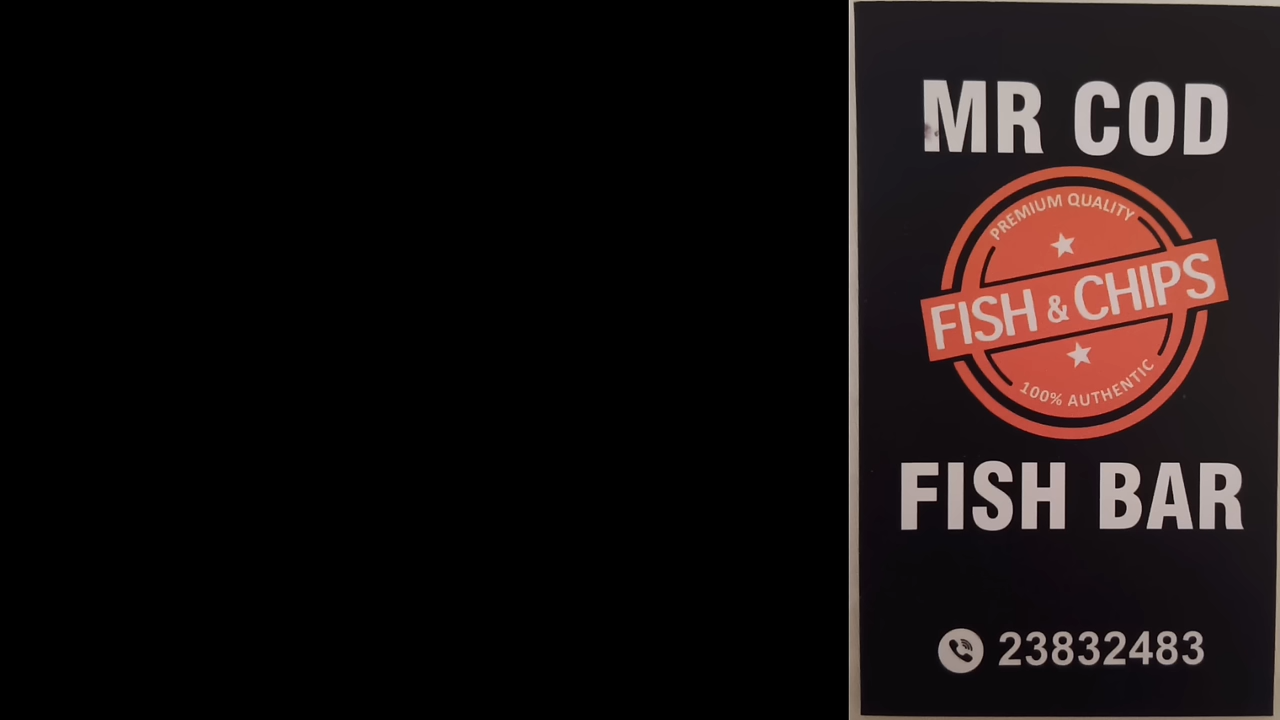 MR COD
PREMIUM QUALITY
FISH & CHIPS
100% AUTHENTIC
FISH BAR
23832483